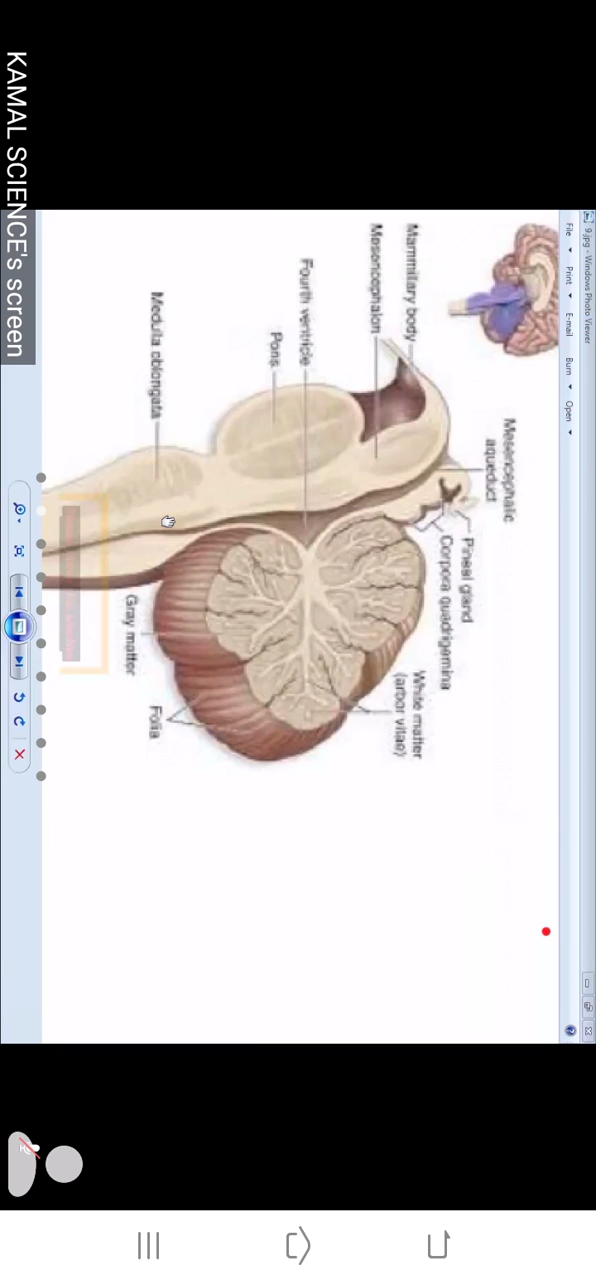 KAMAL SCIENCE's screen
9.jpg - Windows Photo Viewer
File
Print
E-mail
Burn
Open
Mesencephalic
aqueduct
Pineal gland
Corpora quadrigemina
White matter
(arbor vitae)
Mammillary body
Mesencephalon
Fourth ventricle
Pons
Medulla oblongata
Gray matter
Folia